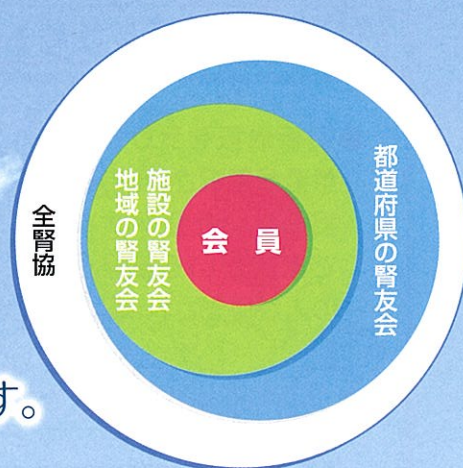 全腎協
施設の腎友会
地域の腎友会
会 員
都道府県の腎友会
す。